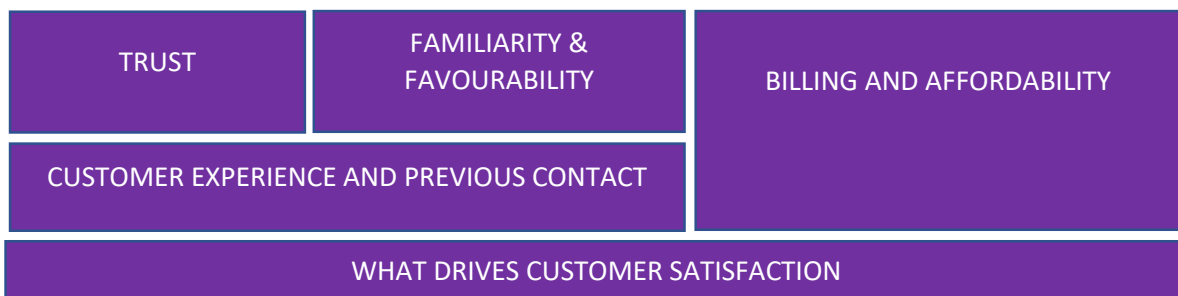 TRUST
FAMILIARITY &
FAVOURABILITY
BILLING AND AFFORDABILITY
CUSTOMER EXPERIENCE AND PREVIOUS CONTACT
WHAT DRIVES CUSTOMER SATISFACTION